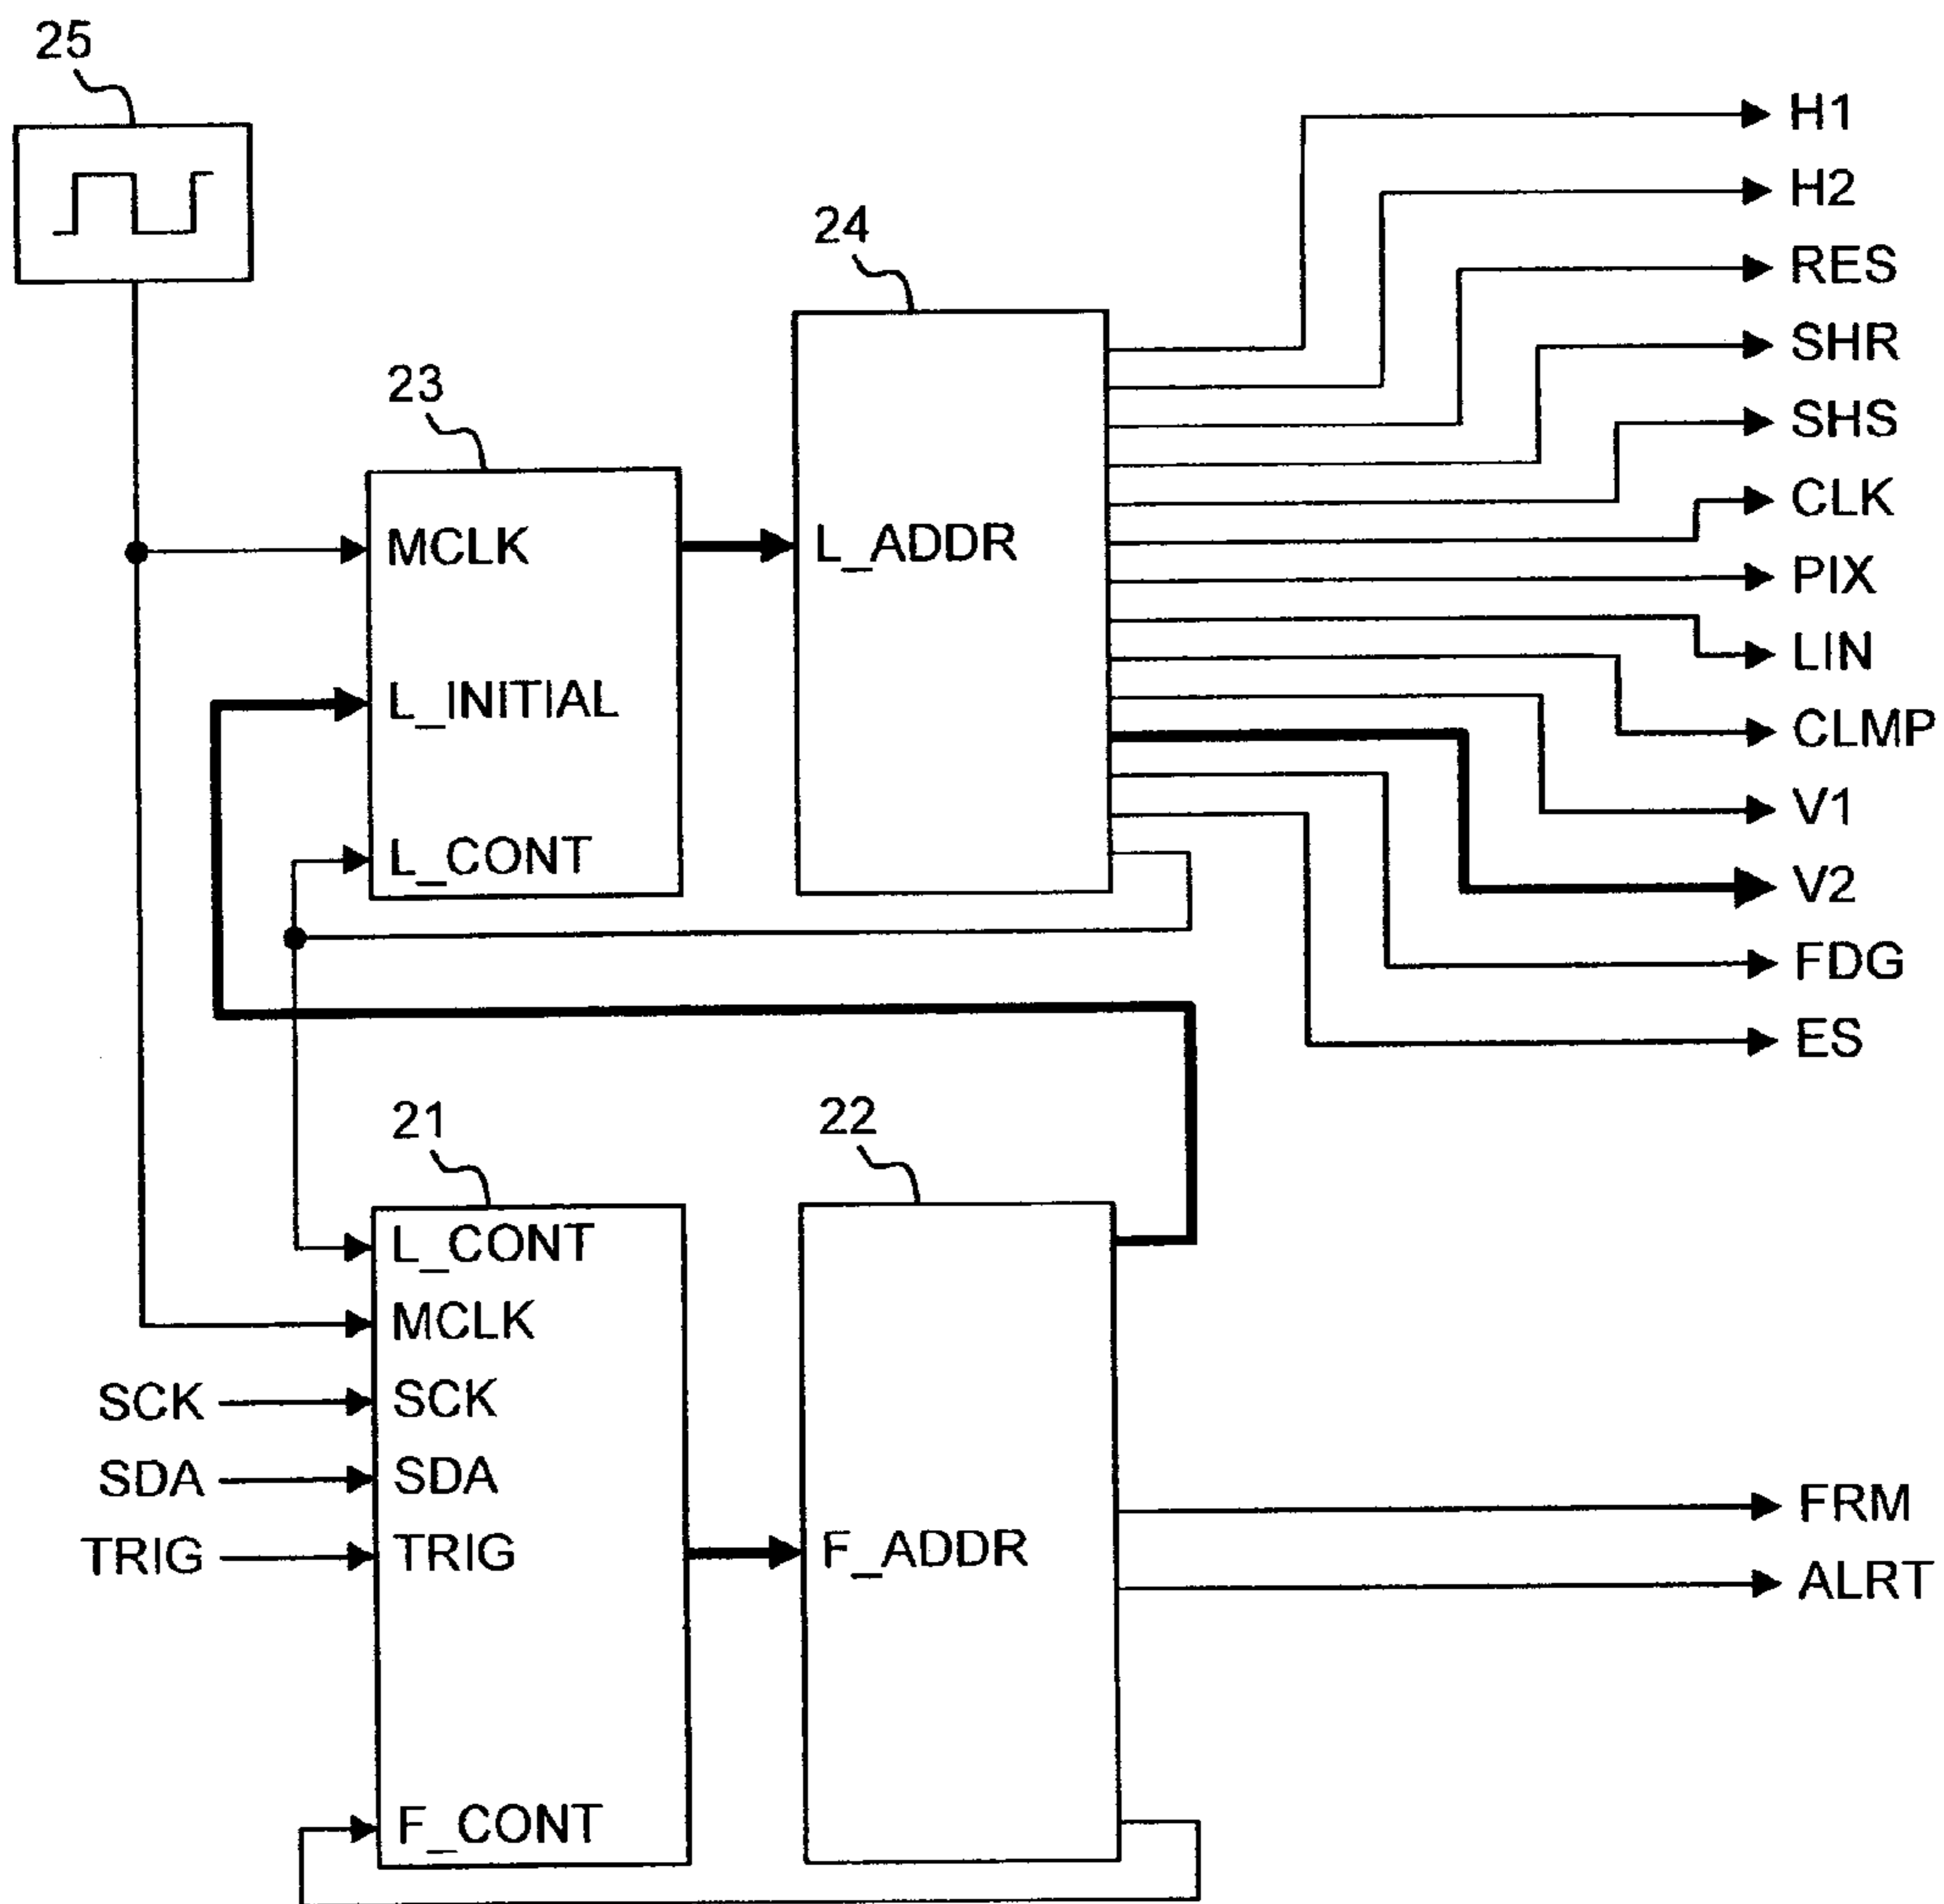 25
H1
H2
24
RES
SHR
23
SHS
CLK
MCLK
L_ADDR
PIX
LIN
L_INITIAL
CLMP
V1
L_CONT
V2
FDG
ES
21
22
L_CONT
MCLK
SCK
SCK
SDA
SDA
FRM
TRIG
TRIG
F_ADDR
ALRT
F_CONT